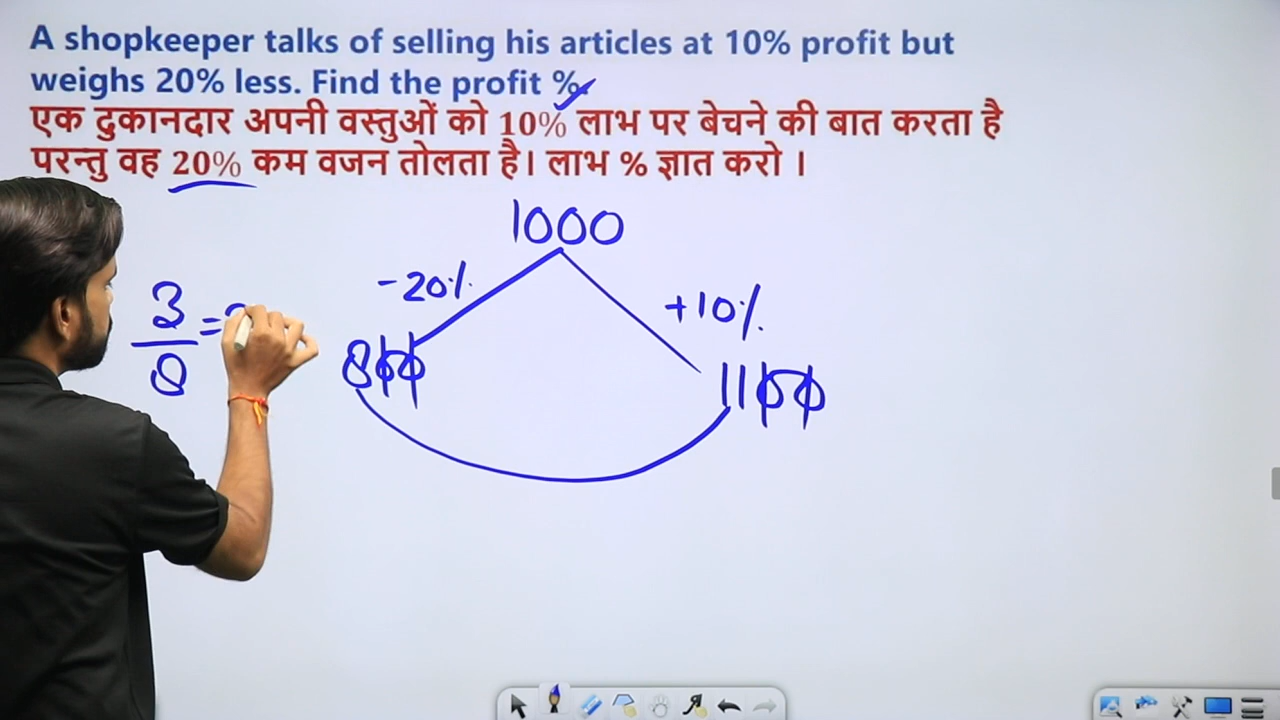 A shopkeeper talks of selling his articles at 10% profit but
weighs 20% less. Find the profit %.
एक दुकानदार अपनी वस्तुओं को 10% लाभ पर बेचने की बात करता है
परन्तु वह 20% कम वजन तोलता है। लाभ % ज्ञात करो ।
1000
-20%
+10%
3
8
=3
800
1100